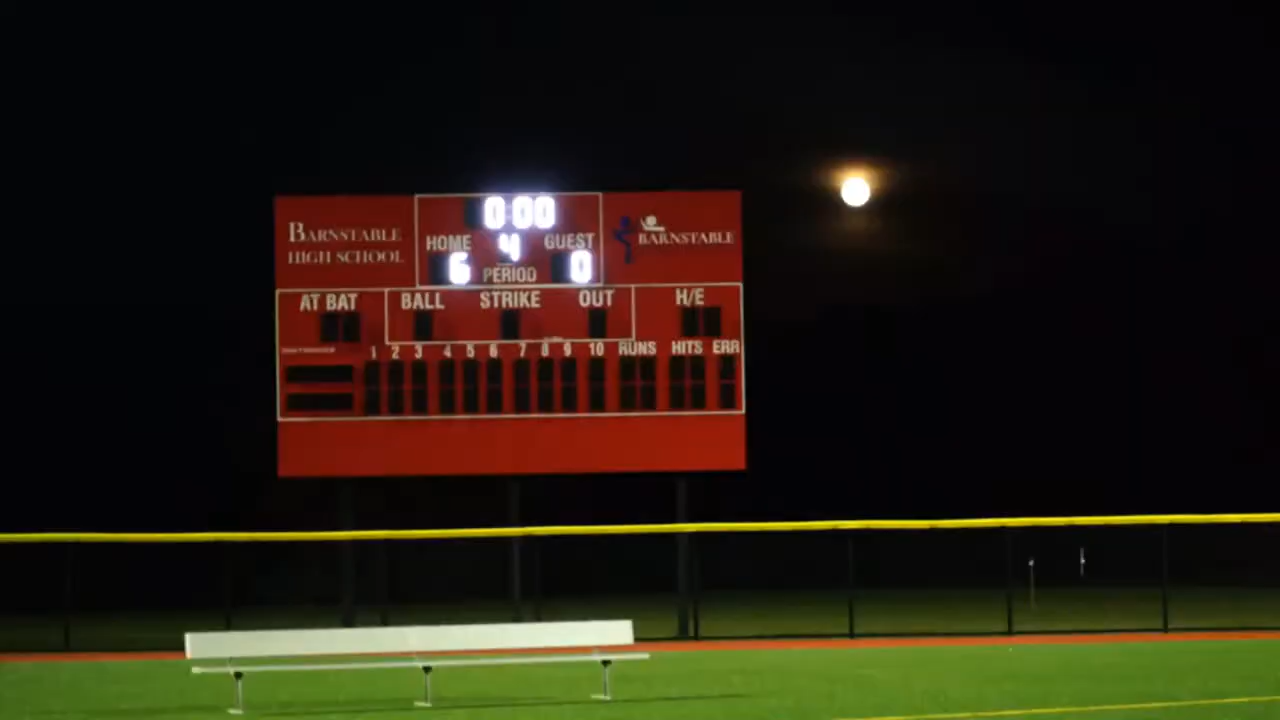 BARNSTABLE
HIGH SCHOOL
0:00
HOME 4 GUEST
6 PERIOD 0
BARNSTABLE
AT BAT BALL STRIKE OUT H/E
1 2 3 4 5 6 7 8 9 10 RUNS HITS ERR